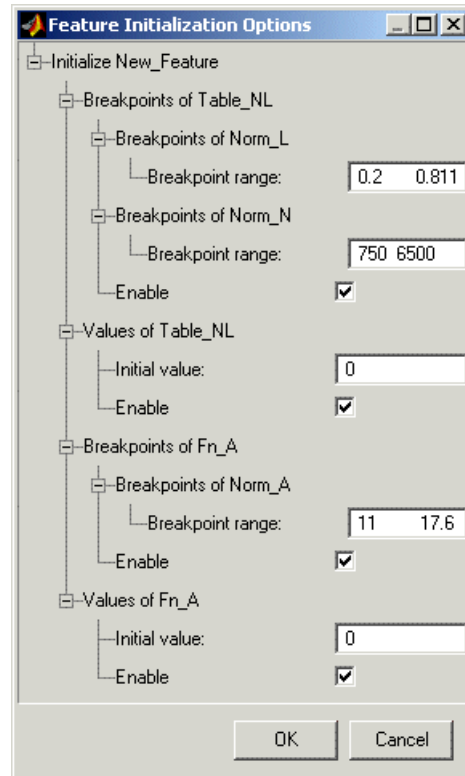 Feature Initialization Options
Initialize New_Feature
Breakpoints of Table_NL
Breakpoints of Norm_L
Breakpoint range: 0.2 0.811
Breakpoints of Norm_N
Breakpoint range: 750 6500
Enable
Values of Table_NL
Initial value: 0
Enable
Breakpoints of Fn_A
Breakpoints of Norm_A
Breakpoint range: 11 17.6
Enable
Values of Fn_A
Initial value: 0
Enable
OK Cancel